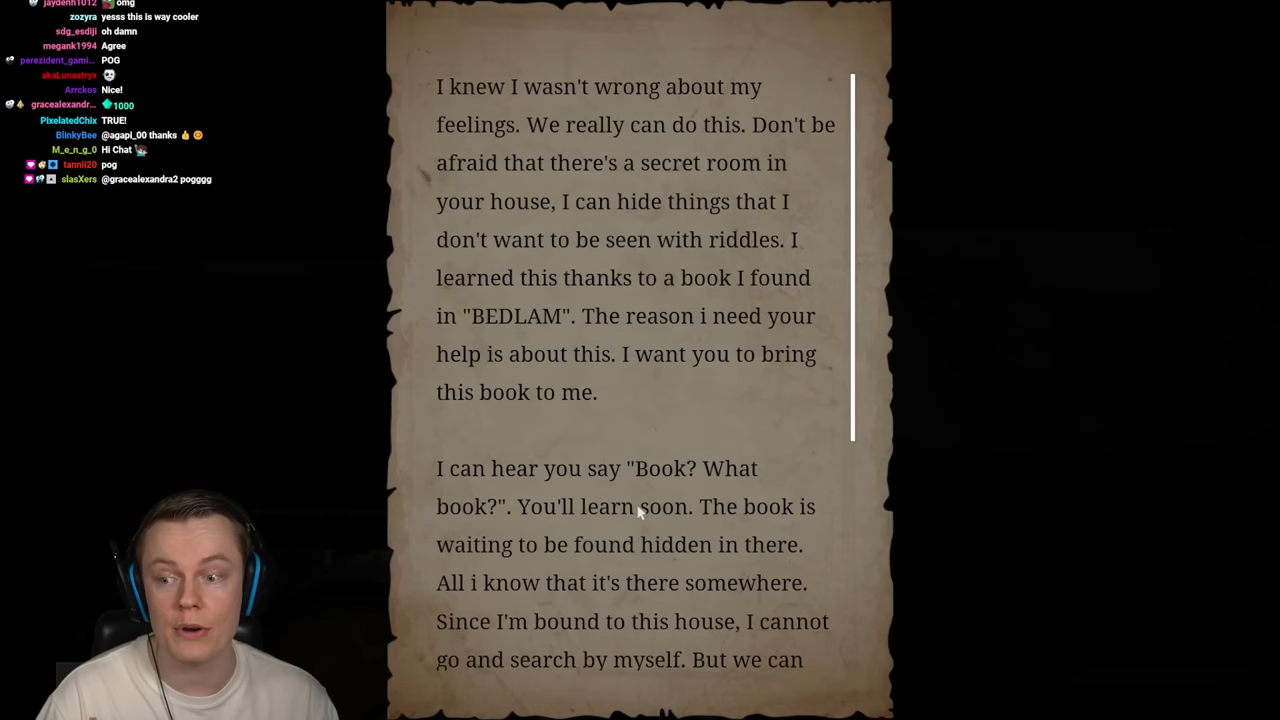 jaydenh1012 omg
zozyra yesss this is way cooler
sdg_esdiji oh damn
megank1994 Agree
perezident_gami... POG
akaLunastryx
Arrckos Nice!
gracealexandr... 1000
PixelatedChix TRUE!
BlinkyBee @agapi_00 thanks
M_e_n_g_0 Hi Chat
tannii20 pog
slasXers @gracealexandra2 pogggg
I knew I wasn't wrong about my
feelings. We really can do this. Don't be
afraid that there's a secret room in
your house, I can hide things that I
don't want to be seen with riddles. I
learned this thanks to a book I found
in "BEDLAM". The reason i need your
help is about this. I want you to bring
this book to me.
I can hear you say "Book? What
book?". You'll learn soon. The book is
waiting to be found hidden in there.
All i know that it's there somewhere.
Since I'm bound to this house, I cannot
go and search by myself. But we can